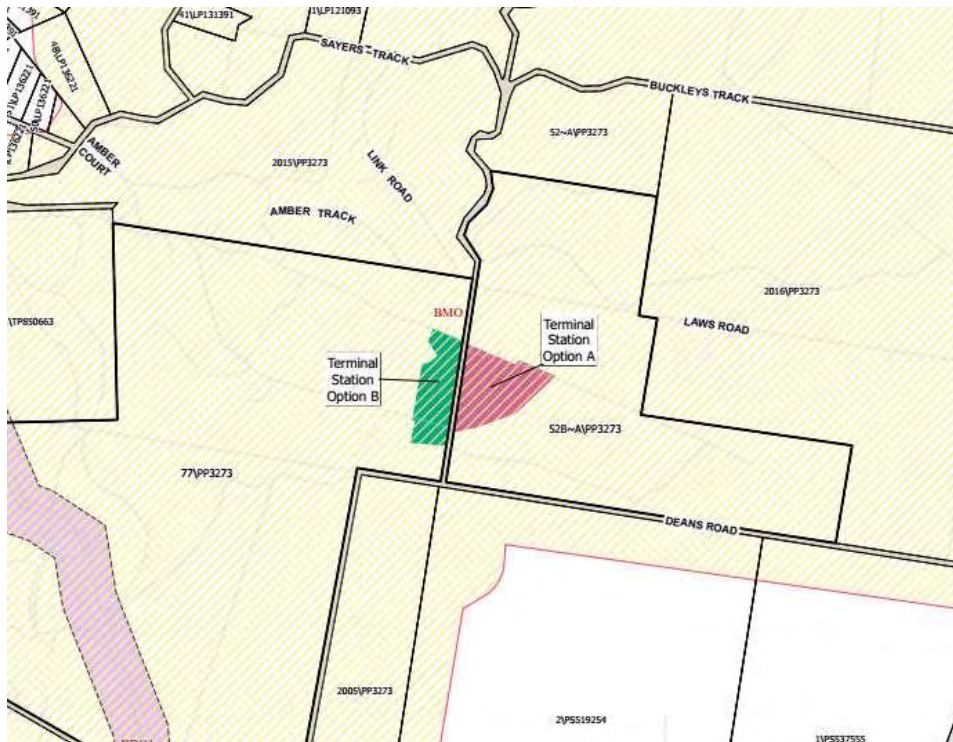 41\LP131391
1\LP121093
48\LP136221
SAYERS TRACK
BUCKLEYS TRACK
52~A\PP3273
AMBER
COURT
2015\PP3273
LINK ROAD
AMBER TRACK
2016\PP3273
\TP850663
BMO
LAWS ROAD
Terminal
Station
Option A
Terminal
Station
Option B
52B~A\PP3273
77\PP3273
DEANS ROAD
2005\PP3273
2\PS519254
1\PS537555